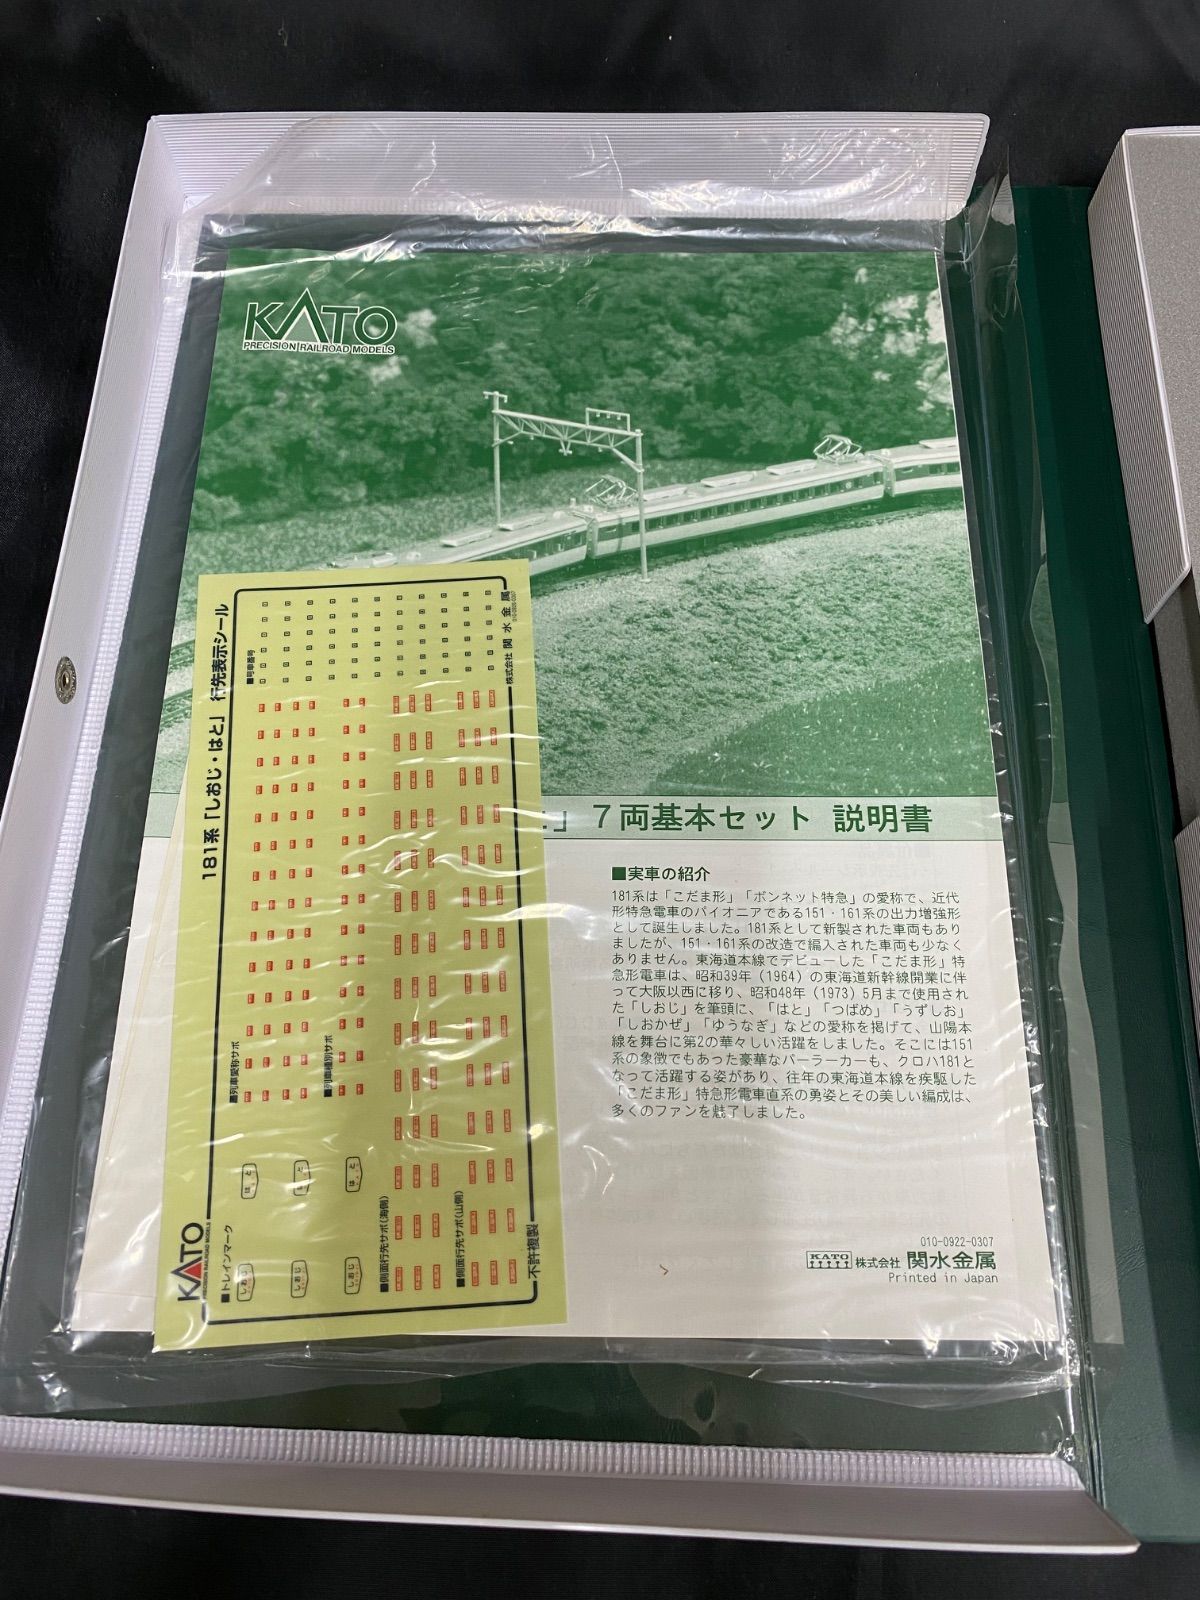 KATO
PRECISION RAILROAD MODELS
」7両基本セット 説明書
■実車の紹介
181系は「こだま形」「ボンネット特急」の愛称で、近代
形特急電車のパイオニアである151・161系の出力増強形
として誕生しました。181系として新製された車両もあり
ましたが、151・161系の改造で編入された車両も少なく
ありません。東海道本線でデビューした「こだま形」特
急形電車は、昭和39年(1964)の東海道新幹線開業に伴
って大阪以西に移り、昭和48年(1973)5月まで使用され
た「しおじ」を筆頭に、「はと」「つばめ」「うずしお」
「しおかぜ」「ゆうなぎ」などの愛称を掲げて、山陽本
線を舞台に第2の華々しい活躍をしました。そこには151
系の象徴でもあった豪華なパーラーカーも、クロハ181と
なって活躍する姿があり、往年の東海道本線を疾駆した
「こだま形」特急形電車直系の勇姿とその美しい編成は、
多くのファンを魅了しました。
010-0922-0307
KATO 株式会社 関水金属
Printed in Japan
KATO
PRECISION RAILROAD MODELS
181系「しおじ・はと」 行先表示シール
■トレインマーク
しおじ
しおじ
しおじ
はと
はと
はと
■列車愛称サボ
■列車種別サボ
■号車番号
■側面行先サボ(海側)
■側面行先サボ(山側)
株式会社 関水金属
不許複製